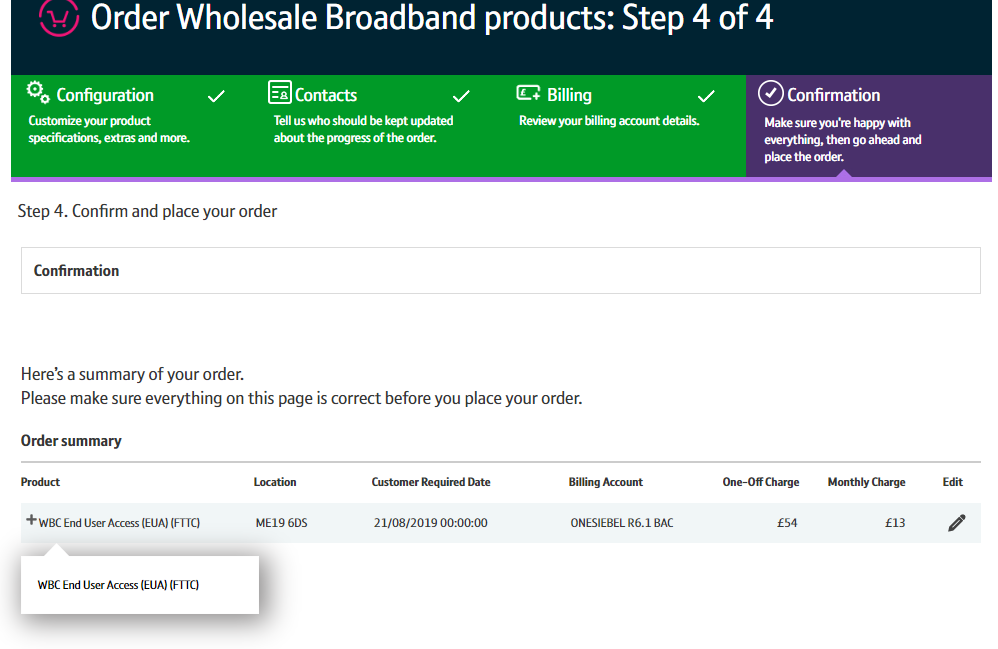 Order Wholesale Broadband products: Step 4 of 4
Configuration
Customize your product
specifications, extras and more.
Contacts
Tell us who should be kept updated
about the progress of the order.
£ Billing
Review your billing account details.
Confirmation
Make sure you're happy with
everything, then go ahead and
place the order.
Step 4. Confirm and place your order
Confirmation
Here's a summary of your order.
Please make sure everything on this page is correct before you place your order.
Order summary
Product Location Customer Required Date Billing Account One-Off Charge Monthly Charge Edit
+WBC End User Access (EUA) (FTTC) ME19 6DS 21/08/2019 00:00:00 ONESIEBEL R6.1 BAC £54 £13
WBC End User Access (EUA) (FTTC)